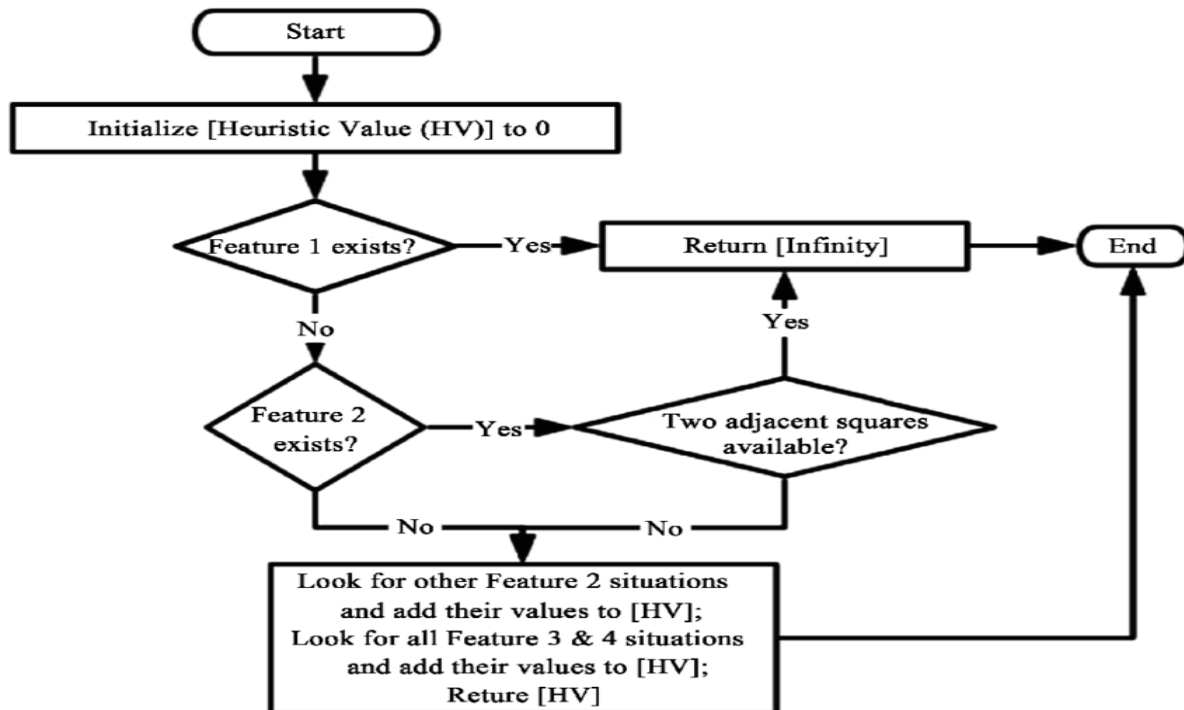 Start
Initialize [Heuristic Value (HV)] to 0
Feature 1 exists?
Yes
Return [Infinity]
End
No
Yes
Feature 2
exists?
Yes
Two adjacent squares
available?
No
No
Look for other Feature 2 situations
and add their values to [HV];
Look for all Feature 3 & 4 situations
and add their values to [HV];
Reture [HV]